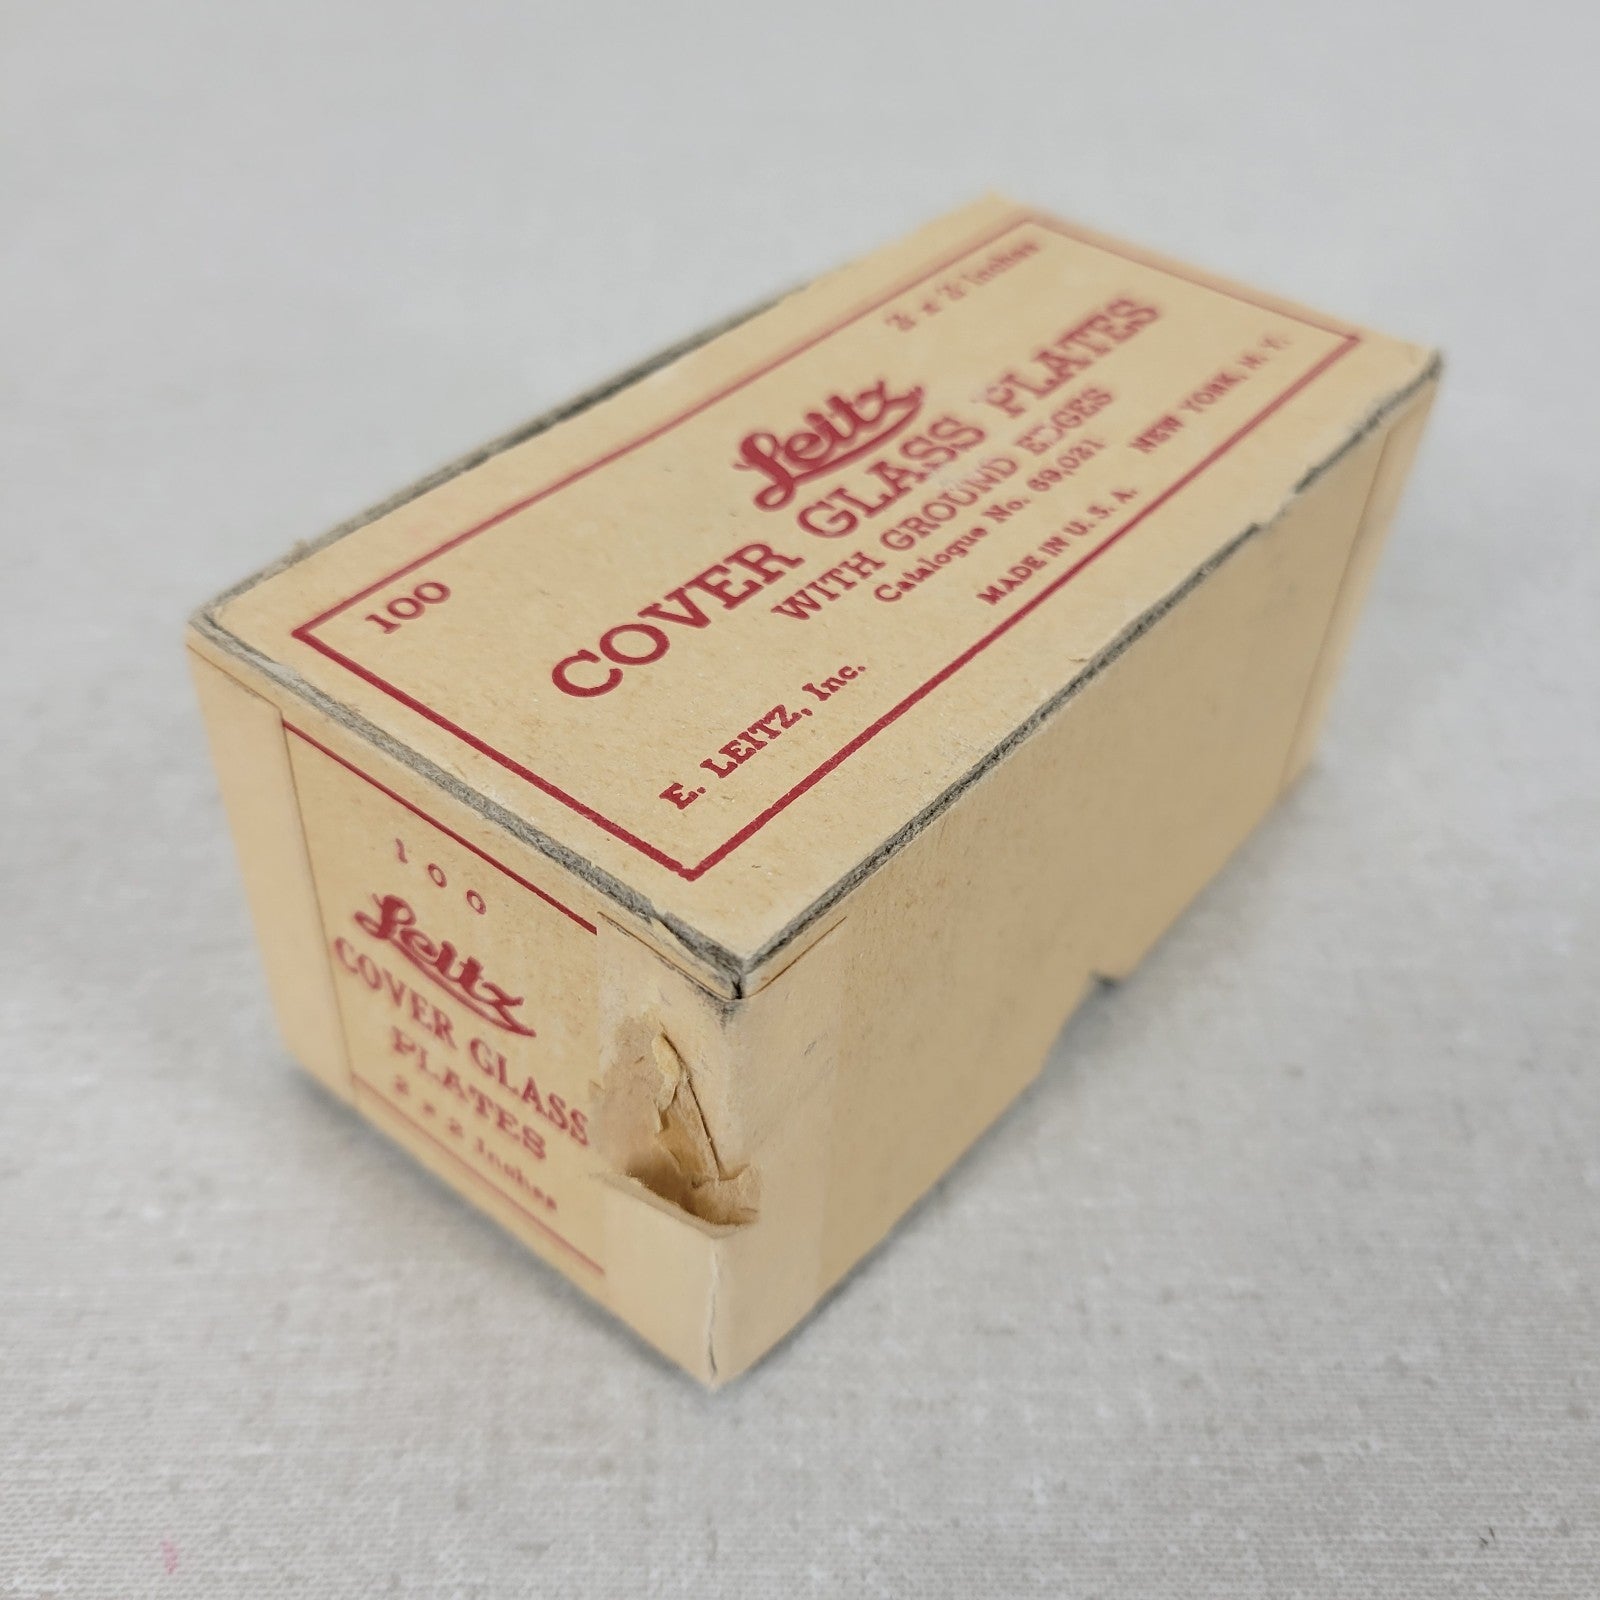 100
2 x 2 Inches
Leitz
COVER GLASS PLATES
WITH GROUND EDGES
Catalogue No. 69,021
E. LEITZ, Inc.
MADE IN U. S. A.
NEW YORK, N. Y.
100
Leitz
COVER GLASS
PLATES
2 x 2 Inches